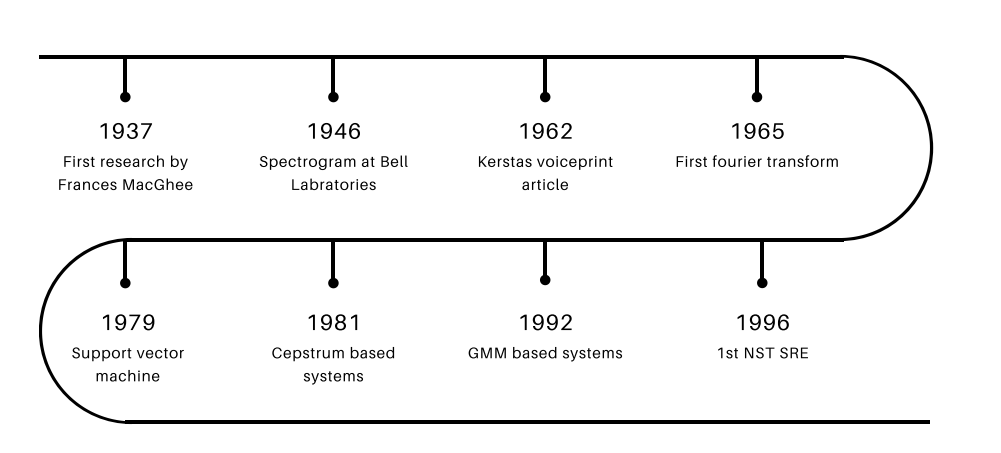 1937
First research by
Frances MacGhee
1946
Spectrogram at Bell
Labratories
1962
Kerstas voiceprint
article
1965
First fourier transform
1979
Support vector
machine
1981
Cepstrum based
systems
1992
GMM based systems
1996
1st NST SRE